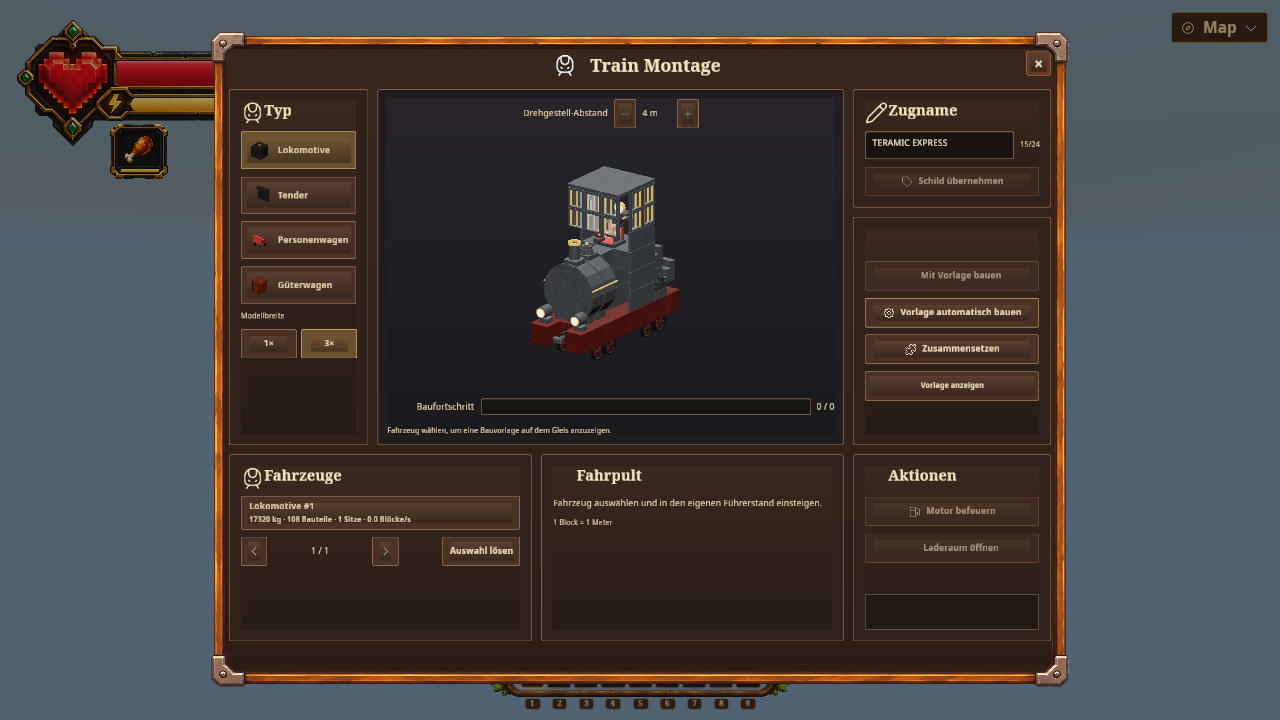 Map
Train Montage
Typ
Lokomotive
Tender
Personenwagen
Güterwagen
Modellbreite
1×
3×
Drehgestell-Abstand
4 m
Baufortschritt
0 / 0
Fahrzeug wählen, um eine Bauvorlage auf dem Gleis anzuzeigen.
Zugname
TERAMIC EXPRESS
15/24
Schild übernehmen
Mit Vorlage bauen
Vorlage automatisch bauen
Zusammensetzen
Vorlage anzeigen
Fahrzeuge
Lokomotive #1
17320 kg · 108 Bauteile · 1 Sitze · 0.0 Blöcke/s
1 / 1
Auswahl lösen
Fahrpult
Fahrzeug auswählen und in den eigenen Führerstand einsteigen.
1 Block = 1 Meter
Aktionen
Motor befeuern
Laderaum öffnen
1 2 3 4 5 6 7 8 9